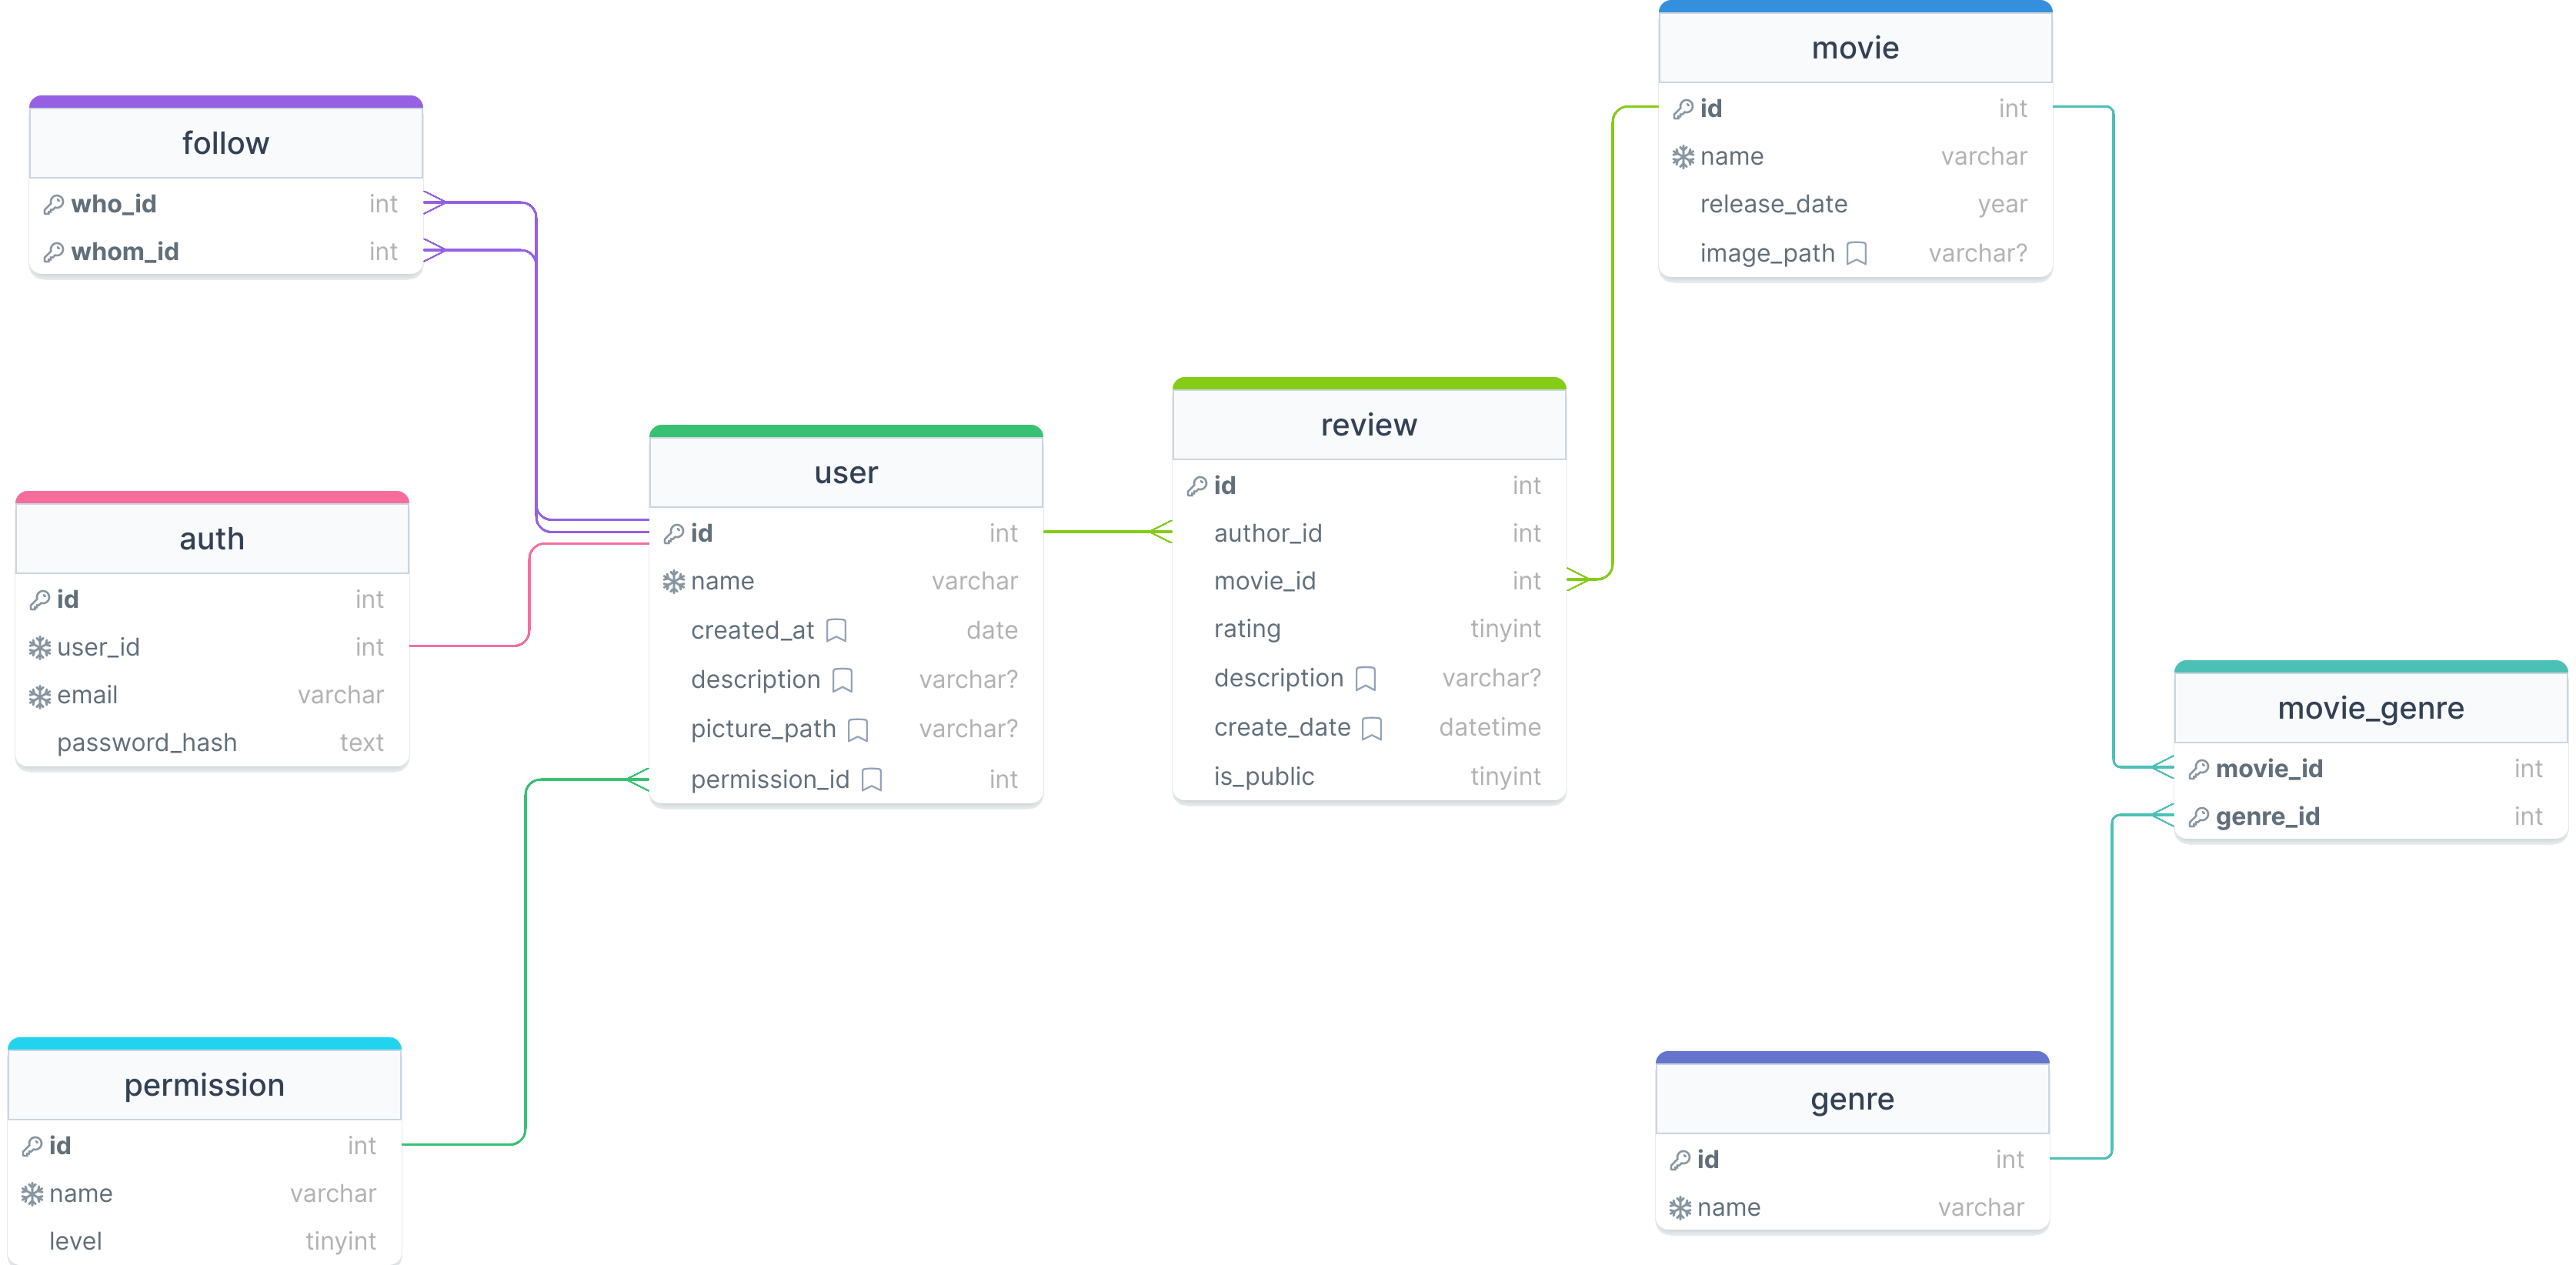 follow
who_id int
whom_id int
auth
id int
user_id int
email varchar
password_hash text
permission
id int
name varchar
level tinyint
user
id int
name varchar
created_at date
description varchar?
picture_path varchar?
permission_id int
review
id int
author_id int
movie_id int
rating tinyint
description varchar?
create_date datetime
is_public tinyint
movie
id int
name varchar
release_date year
image_path varchar?
genre
id int
name varchar
movie_genre
movie_id int
genre_id int